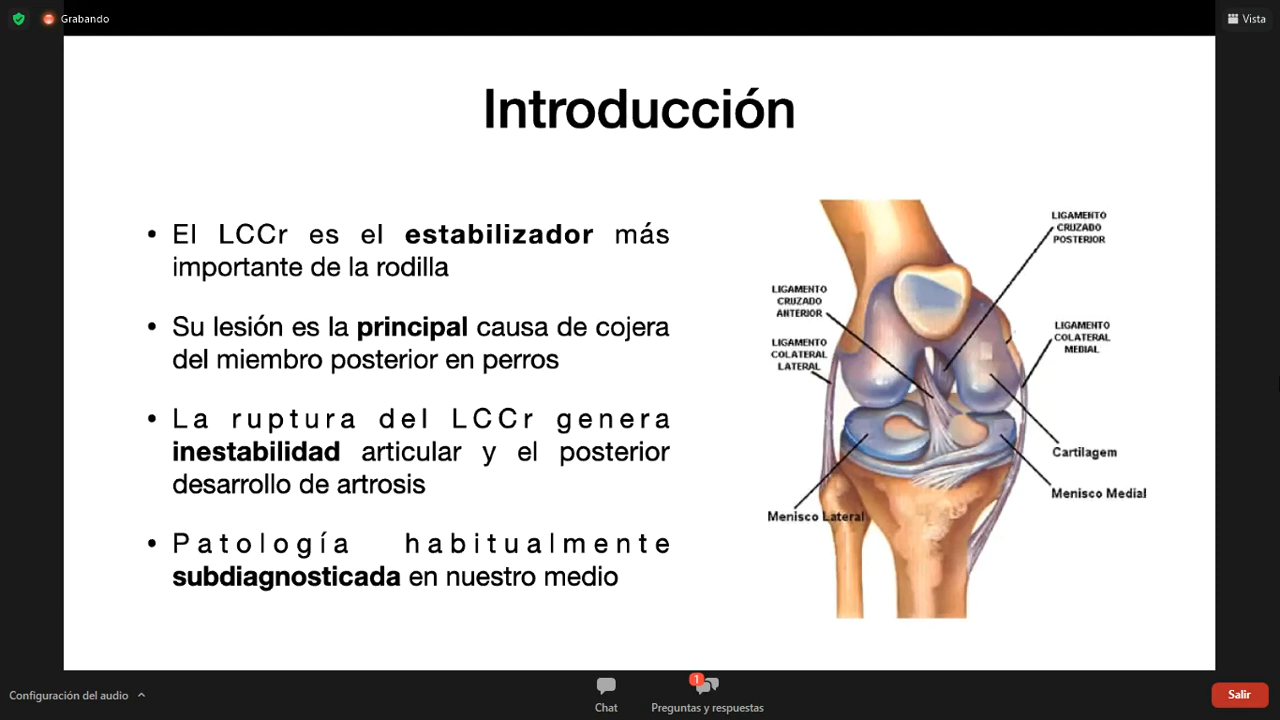 Grabando
Vista
Introducción
• El LCCr es el estabilizador más
importante de la rodilla
• Su lesión es la principal causa de cojera
del miembro posterior en perros
• La ruptura del LCCr genera
inestabilidad articular y el posterior
desarrollo de artrosis
• Patología habitualmente
subdiagnosticada en nuestro medio
LIGAMENTO
CRUZADO
POSTERIOR
LIGAMENTO
CRUZADO
ANTERIOR
LIGAMENTO
COLATERAL
LATERAL
LIGAMENTO
COLATERAL
MEDIAL
Cartilagem
Menisco Medial
Menisco Lateral
Configuración del audio
Chat
1
Preguntas y respuestas
Salir